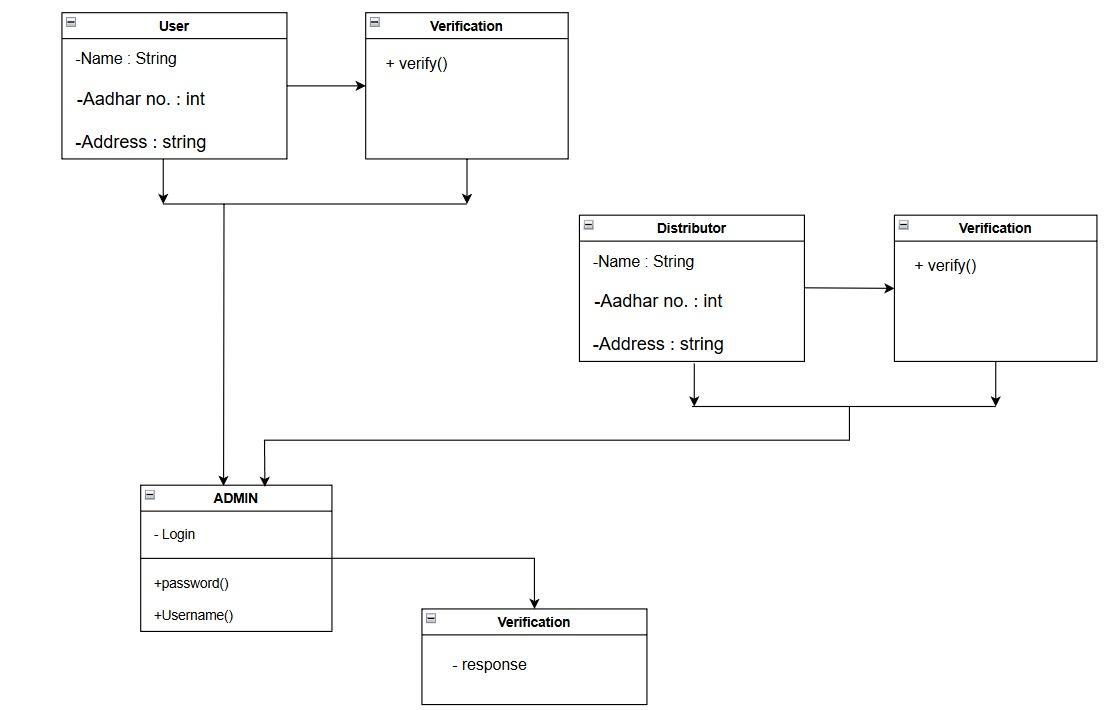 User
-Name : String
-Aadhar no. : int
-Address : string
Verification
+ verify()
Distributor
-Name : String
-Aadhar no. : int
-Address : string
Verification
+ verify()
ADMIN
- Login
+password()
+Username()
Verification
- response